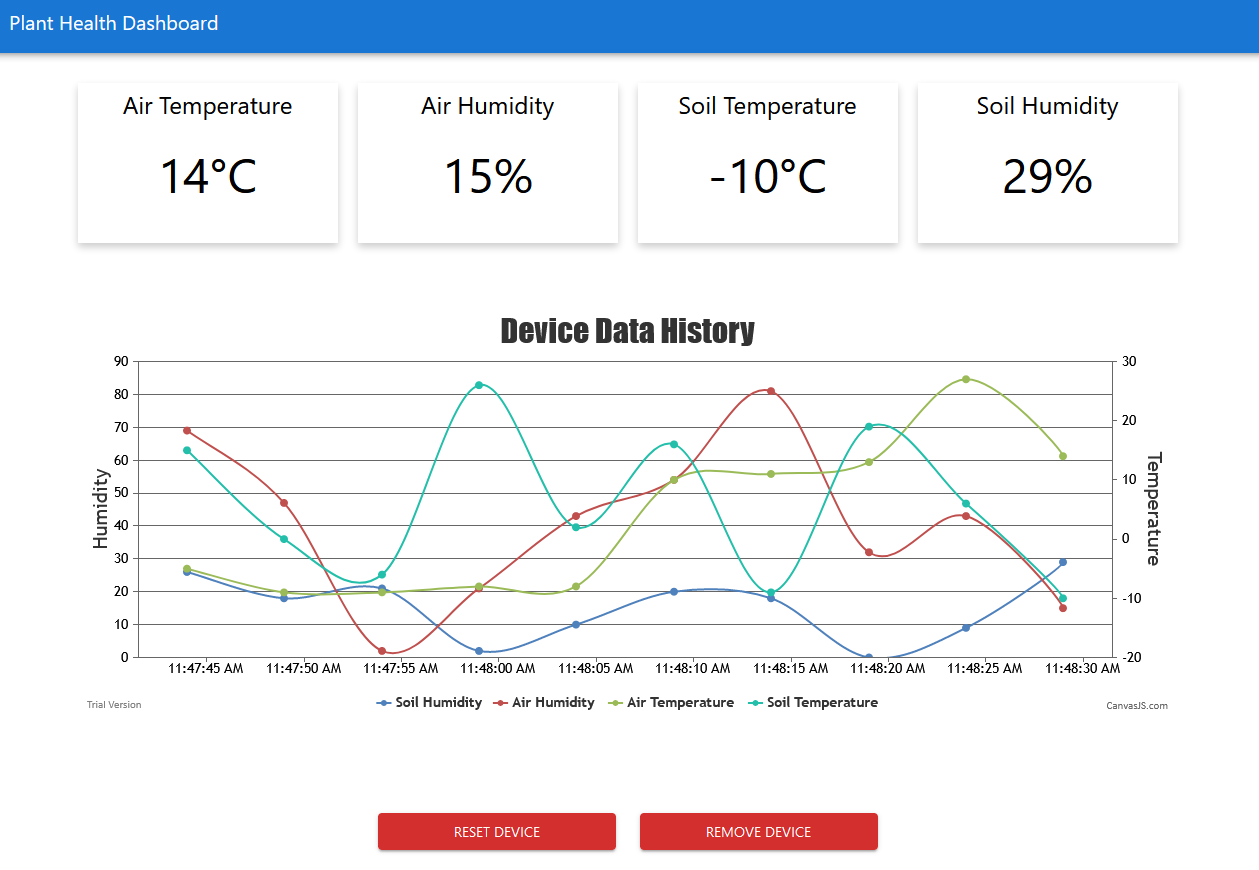 Plant Health Dashboard
Air Temperature
14°C
Air Humidity
15%
Soil Temperature
-10°C
Soil Humidity
29%
Device Data History
Humidity
90
80
70
60
50
40
30
20
10
0
Temperature
30
20
10
0
-10
-20
11:47:45 AM 11:47:50 AM 11:47:55 AM 11:48:00 AM 11:48:05 AM 11:48:10 AM 11:48:15 AM 11:48:20 AM 11:48:25 AM 11:48:30 AM
Soil Humidity Air Humidity Air Temperature Soil Temperature
Trial Version
CanvasJS.com
RESET DEVICE
REMOVE DEVICE